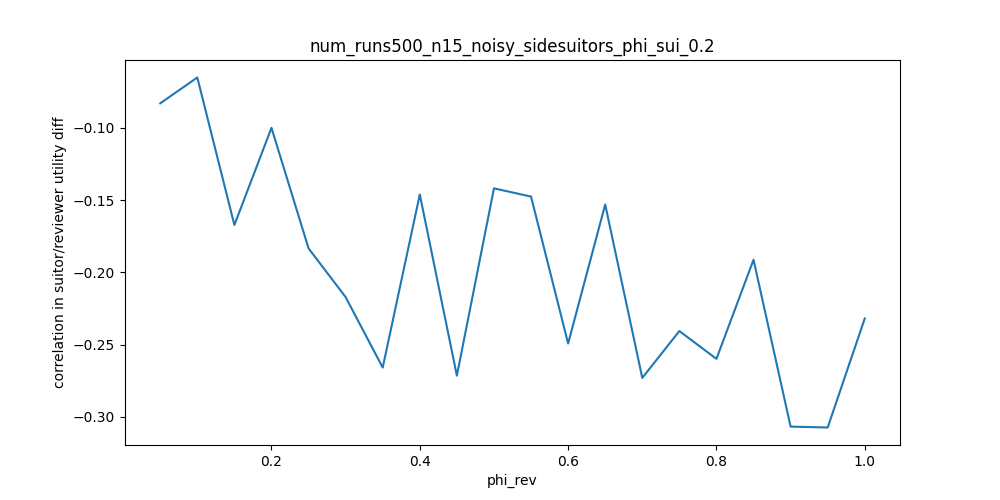 num_runs500_n15_noisy_sidesuitors_phi_sui_0.2
correlation in suitor/reviewer utility diff
−0.10
−0.15
−0.20
−0.25
−0.30
0.2 0.4 0.6 0.8 1.0
phi_rev